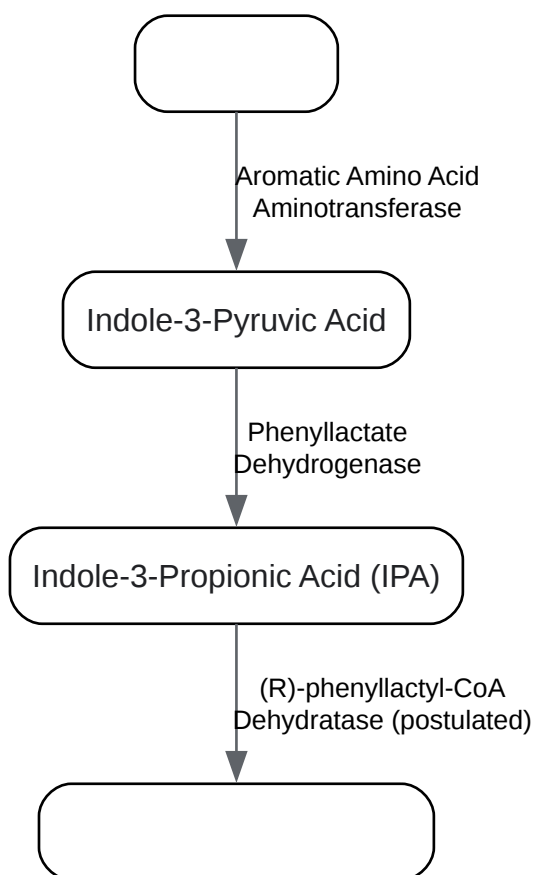 Aromatic Amino Acid
Aminotransferase
Indole-3-Pyruvic Acid
Phenyllactate
Dehydrogenase
Indole-3-Propionic Acid (IPA)
(R)-phenyllactyl-CoA
Dehydratase (postulated)